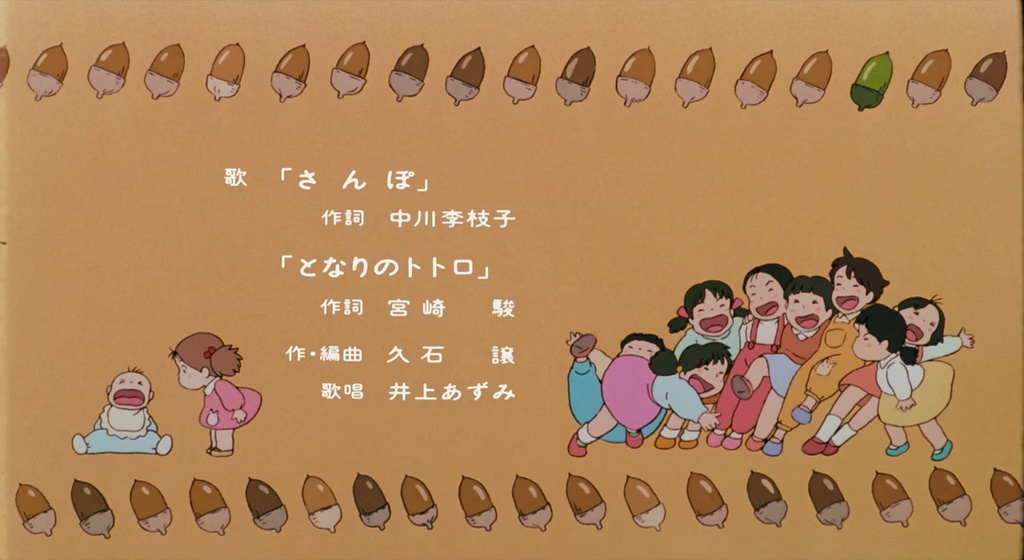 歌 「さんぽ」
作詞 中川李枝子
「となりのトトロ」
作詞 宮崎 駿
作・編曲 久石 譲
歌唱 井上あずみ